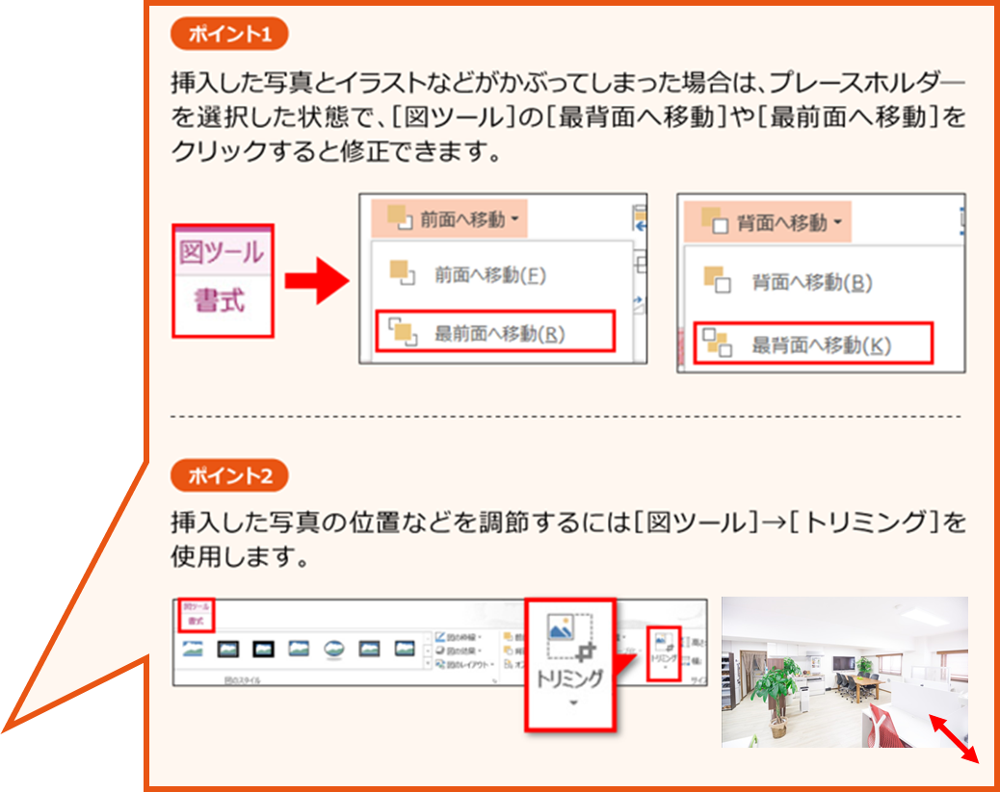 ポイント1
挿入した写真とイラストなどがかぶってしまった場合は、プレースホルダー
を選択した状態で、[図ツール]の[最背面へ移動]や[最前面へ移動]を
クリックすると修正できます。
図ツール
書式
前面へ移動
前面へ移動(F)
最前面へ移動(R)
背面へ移動
背面へ移動(B)
最背面へ移動(K)
ポイント2
挿入した写真の位置などを調節するには[図ツール]→[トリミング]を
使用します。
図ツール
書式
図の枠線
図の効果
図のレイアウト
図のスタイル
トリミング
トリミング
サイズ